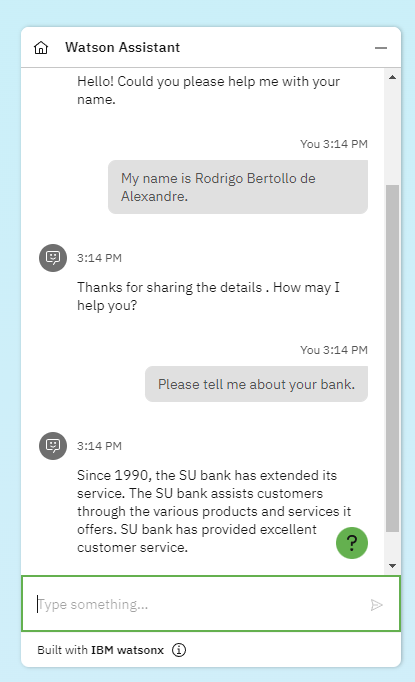 Watson Assistant
Hello! Could you please help me with your
name.
You 3:14 PM
My name is Rodrigo Bertollo de
Alexandre.
3:14 PM
Thanks for sharing the details . How may I
help you?
You 3:14 PM
Please tell me about your bank.
3:14 PM
Since 1990, the SU bank has extended its
service. The SU bank assists customers
through the various products and services it
offers. SU bank has provided excellent
customer service.
?
Type something...
Built with IBM watsonx